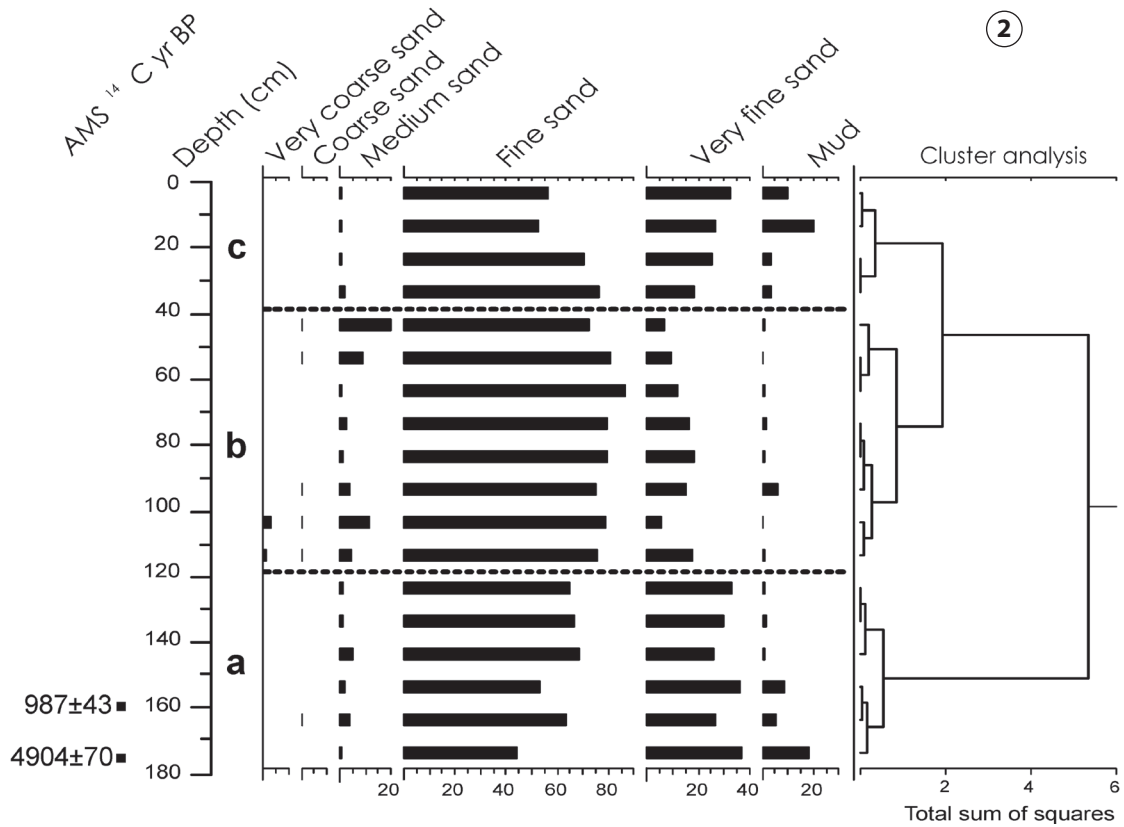 ②
AMS ¹⁴ C yr BP
Depth (cm)
Very coarse sand
Coarse sand
Medium sand
Fine sand
Very fine sand
Mud
Cluster analysis
0
20
40
60
80
100
120
140
160
180
c
b
a
987±43
4904±70
20
20 40 60 80
20 40
20
2 4 6
Total sum of squares